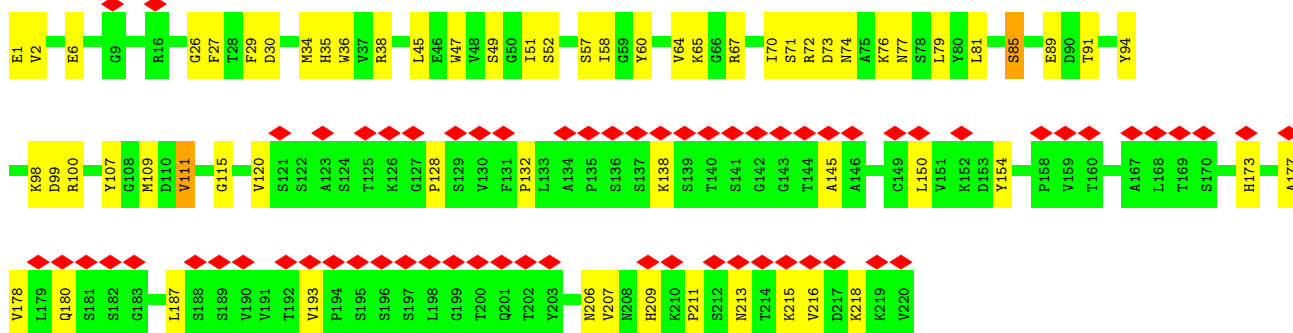 E1 V2 E6 G9 R16 G26 F27 T28 F29 D30 M34 H35 W36 V37 R38 L45 E46 W47 V48 S49 G50 I51 S52 S57 I58 G59 Y60 V64 K65 G66 R67 I70 S71 R72 D73 N74 A75 K76 N77 S78 L79 Y80 L81 S85 E89 D90 T91 Y94
K98 D99 R100 Y107 G108 M109 D110 V111 G115 V120 S121 S122 A123 S124 T125 K126 G127 P128 S129 V130 F131 P132 L133 A134 P135 S136 S137 K138 S139 T140 S141 G142 G143 T144 A145 A146 C149 L150 V151 K152 D153 Y154 P158 V159 T160 A167 L168 T169 S170 H173 A177
V178 L179 Q180 S181 S182 G183 L187 S188 S189 V190 V191 T192 V193 P194 S195 S196 S197 L198 G199 T200 Q201 T202 Y203 N206 V207 N208 H209 K210 P211 S212 N213 T214 K215 V216 D217 K218 K219 V220